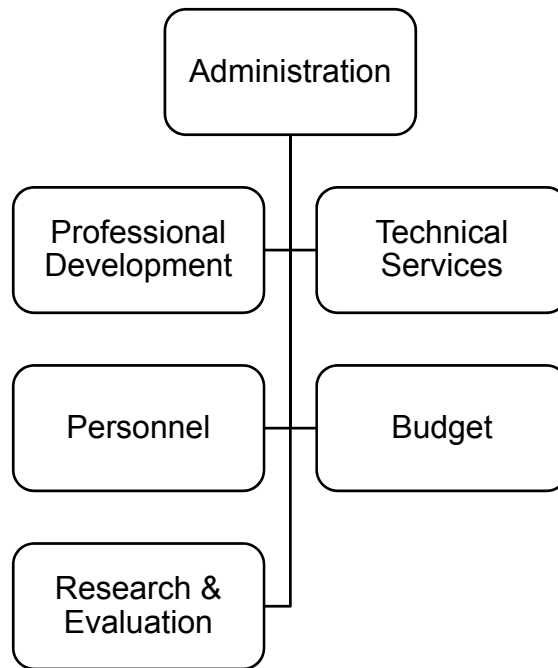 Administration
Professional
Development
Technical
Services
Personnel
Budget
Research &
Evaluation